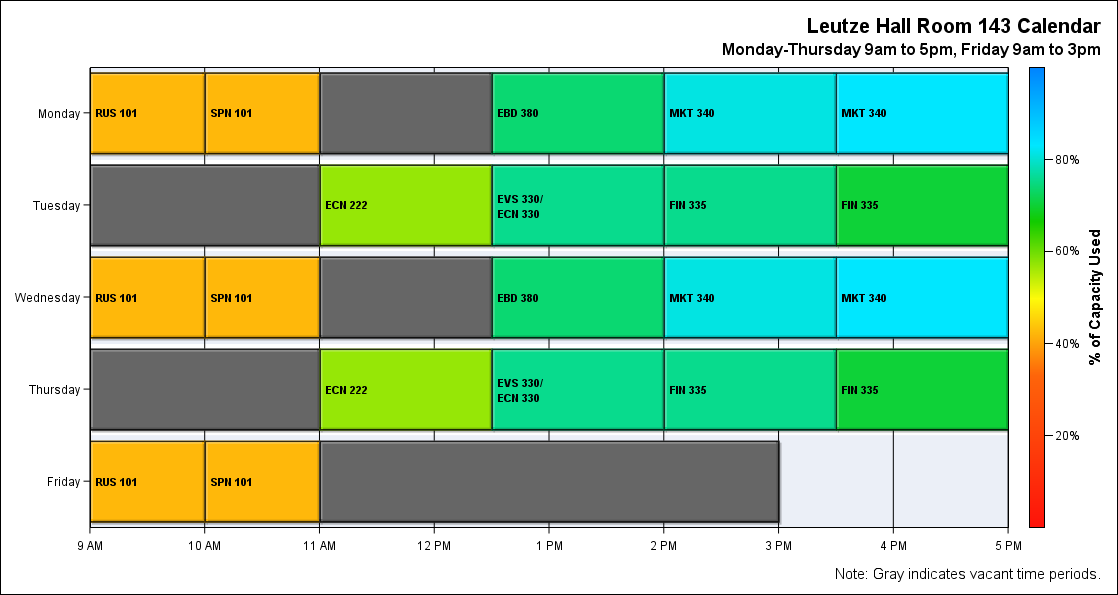 Leutze Hall Room 143 Calendar
Monday-Thursday 9am to 5pm, Friday 9am to 3pm
Monday
RUS 101
SPN 101
EBD 380
MKT 340
MKT 340
Tuesday
ECN 222
EVS 330/
ECN 330
FIN 335
FIN 335
Wednesday
RUS 101
SPN 101
EBD 380
MKT 340
MKT 340
Thursday
ECN 222
EVS 330/
ECN 330
FIN 335
FIN 335
Friday
RUS 101
SPN 101
9 AM
10 AM
11 AM
12 PM
1 PM
2 PM
3 PM
4 PM
5 PM
80%
60%
40%
20%
% of Capacity Used
Note: Gray indicates vacant time periods.